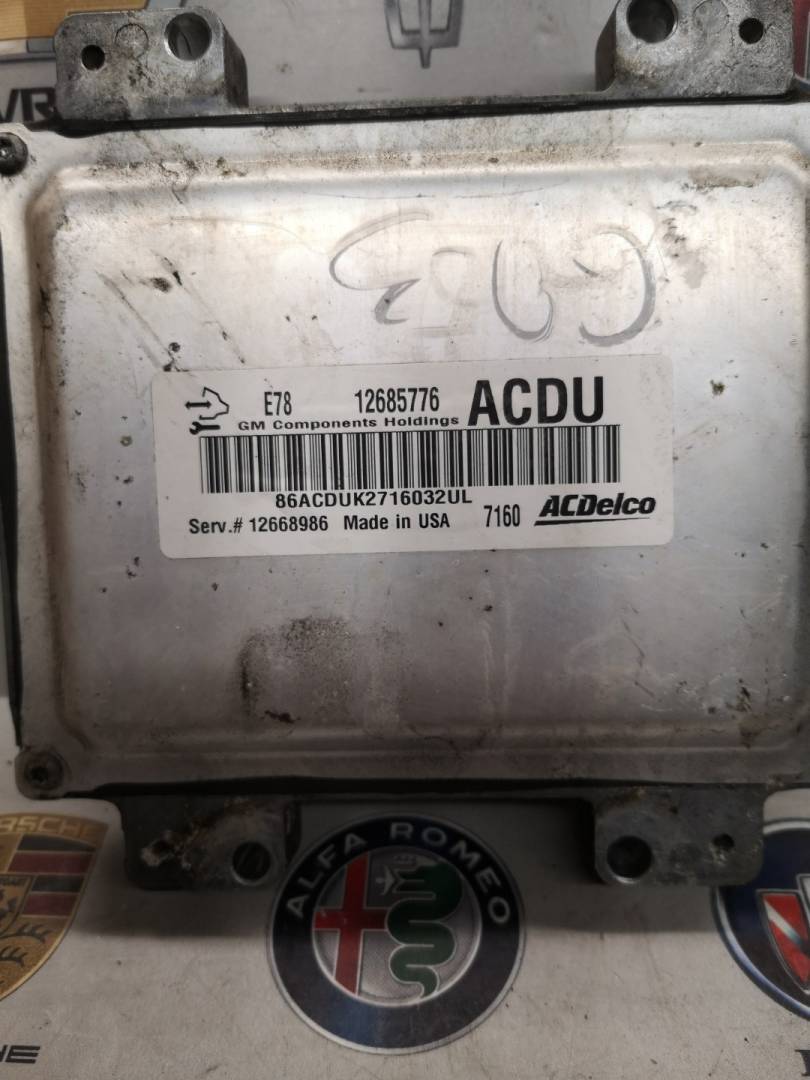 E78 12685776 ACDU
GM Components Holdings
86ACDUK2716032UL
Serv.# 12668986 Made in USA 7160 ACDelco
ALFA ROMEO